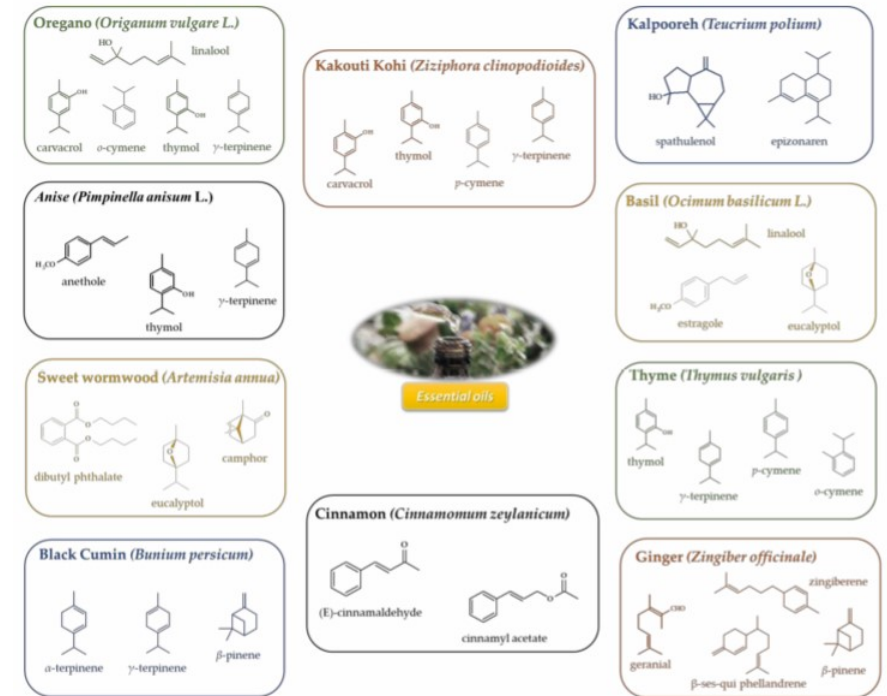 Oregano (Origanum vulgare L.)
HO
linalool
OH
OH
carvacrol o-cymene thymol γ-terpinene
Kakouti Kohi (Ziziphora clinopodioides)
OH
OH
carvacrol
thymol
p-cymene
γ-terpinene
Kalpooreh (Teucrium polium)
HO
spathulenol
epizonaren
Anise (Pimpinella anisum L.)
H₃CO
anethole
OH
thymol
γ-terpinene
Basil (Ocimum basilicum L.)
HO
linalool
H₃CO
estragole
O
eucalyptol
Essential oils
Sweet wormwood (Artemisia annua)
O
O
O
O
dibutyl phthalate
O
eucalyptol
O
camphor
Thyme (Thymus vulgaris )
OH
thymol
γ-terpinene
p-cymene
o-cymene
Black Cumin (Bunium persicum)
α-terpinene
γ-terpinene
β-pinene
Cinnamon (Cinnamomum zeylanicum)
O
(E)-cinnamaldehyde
O
O
cinnamyl acetate
Ginger (Zingiber officinale)
zingiberene
CHO
geranial
β-ses-qui phellandrene
β-pinene